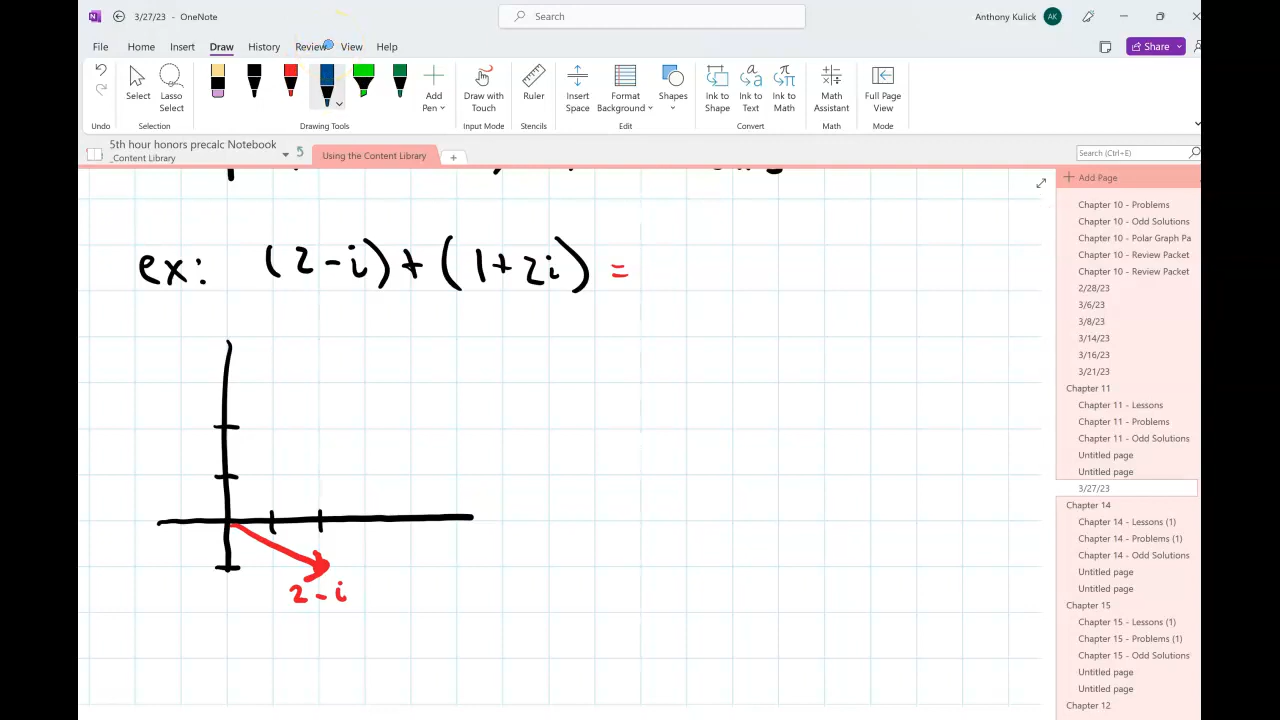 3/27/23 - OneNote
Search
Anthony Kulick AK
File Home Insert Draw History Review View Help Share
Undo
Select
Lasso Select
Add Pen
Draw with Touch
Ruler
Insert Space
Format Background
Shapes
Ink to Shape
Ink to Text
Ink to Math
Math Assistant
Full Page View
Undo Selection Drawing Tools Input Mode Stencils Edit Convert Math Mode
5th hour honors precalc Notebook
_Content Library
Using the Content Library
Search (Ctrl+E)
ex: (2-i)+(1+2i) =
2-i
Add Page
Chapter 10 - Problems
Chapter 10 - Odd Solutions
Chapter 10 - Polar Graph Pa
Chapter 10 - Review Packet
Chapter 10 - Review Packet
2/28/23
3/6/23
3/8/23
3/14/23
3/16/23
3/21/23
Chapter 11
Chapter 11 - Lessons
Chapter 11 - Problems
Chapter 11 - Odd Solutions
Untitled page
Untitled page
3/27/23
Chapter 14
Chapter 14 - Lessons (1)
Chapter 14 - Problems (1)
Chapter 14 - Odd Solutions
Untitled page
Untitled page
Chapter 15
Chapter 15 - Lessons (1)
Chapter 15 - Problems (1)
Chapter 15 - Odd Solutions
Untitled page
Untitled page
Chapter 12